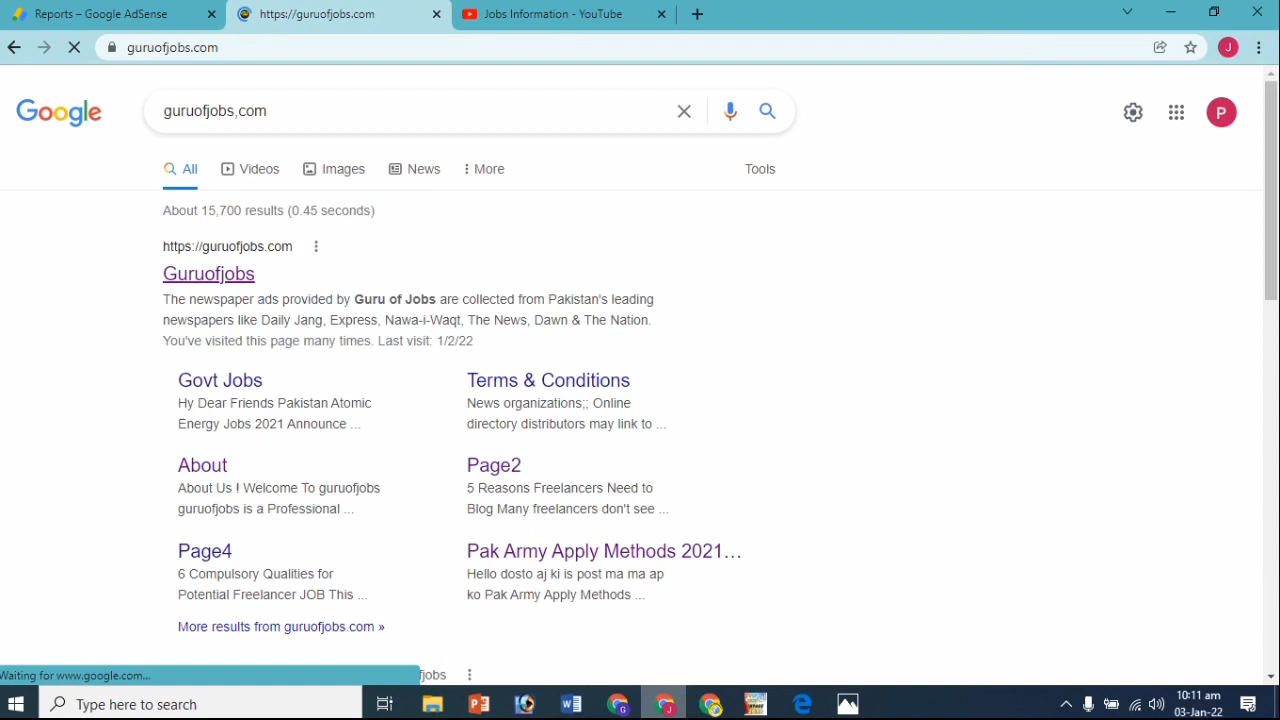 Reports – Google AdSense
https://guruofjobs.com
Jobs Information - YouTube
guruofjobs.com
J
Google
guruofjobs,com
P
All
Videos
Images
News
More
Tools
About 15,700 results (0.45 seconds)
https://guruofjobs.com
Guruofjobs
The newspaper ads provided by Guru of Jobs are collected from Pakistan's leading
newspapers like Daily Jang, Express, Nawa-i-Waqt, The News, Dawn & The Nation.
You've visited this page many times. Last visit: 1/2/22
Govt Jobs
Hy Dear Friends Pakistan Atomic
Energy Jobs 2021 Announce ...
Terms & Conditions
News organizations;; Online
directory distributors may link to ...
About
About Us ! Welcome To guruofjobs
guruofjobs is a Professional ...
Page2
5 Reasons Freelancers Need to
Blog Many freelancers don't see ...
Page4
6 Compulsory Qualities for
Potential Freelancer JOB This ...
Pak Army Apply Methods 2021...
Hello dosto aj ki is post ma ma ap
ko Pak Army Apply Methods ...
More results from guruofjobs.com »
Waiting for www.google.com...
fjobs
Type here to search
10:11 am
03-Jan-22